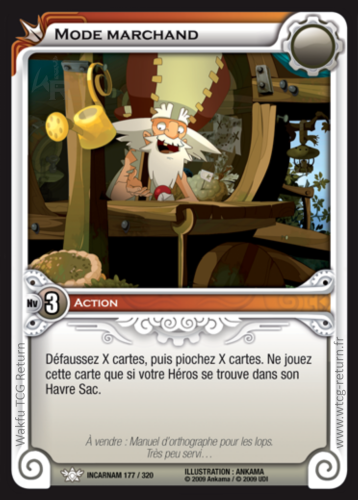 Mode marchand
Nv 3 Action
Défaussez X cartes, puis piochez X cartes. Ne jouez
cette carte que si votre Héros se trouve dans son
Havre Sac.
À vendre : Manuel d'orthographe pour les Iops.
Très peu servi...
INCARNAM 177 / 320
ILLUSTRATION : ANKAMA
© 2009 Ankama / © 2009 UDI
Wakfu TCG Return
www.wtcg-return.fr